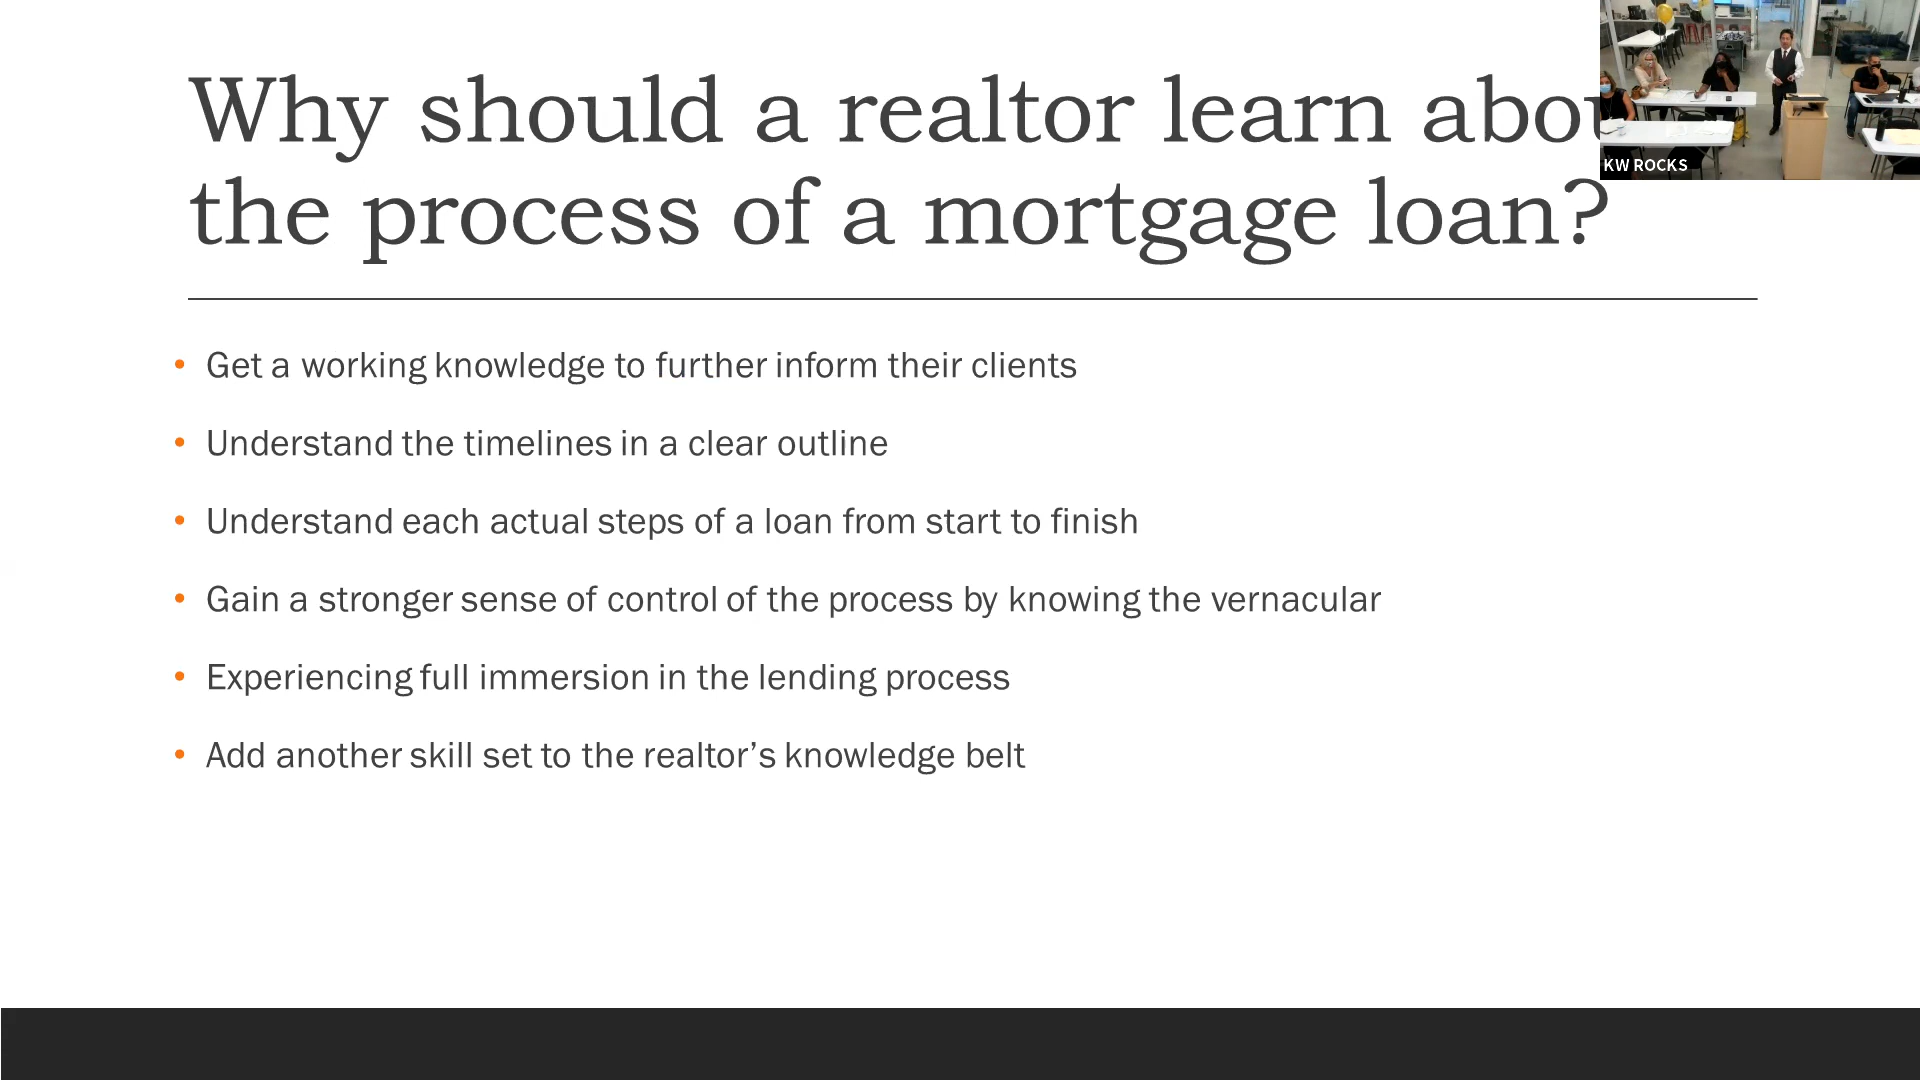 Why should a realtor learn abou
the process of a mortgage loan?
• Get a working knowledge to further inform their clients
• Understand the timelines in a clear outline
• Understand each actual steps of a loan from start to finish
• Gain a stronger sense of control of the process by knowing the vernacular
• Experiencing full immersion in the lending process
• Add another skill set to the realtor’s knowledge belt
KW ROCKS